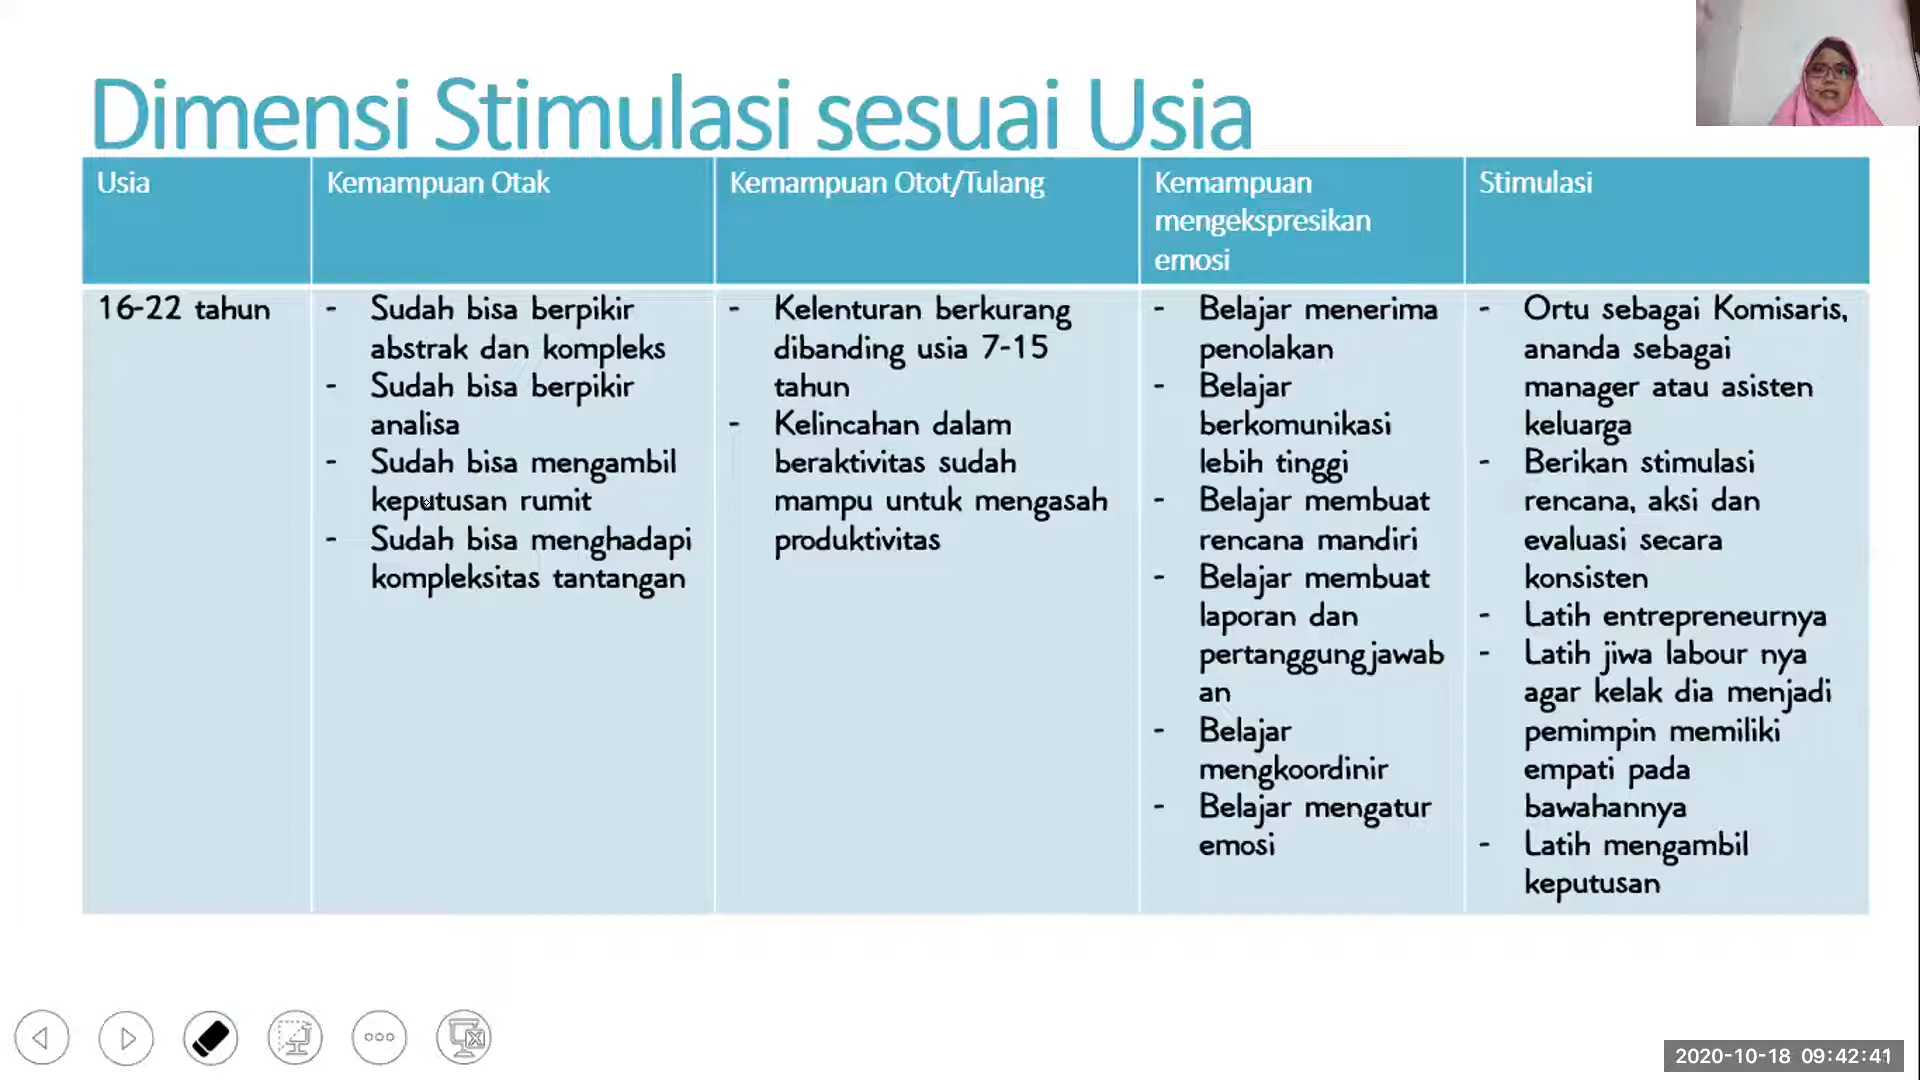 Dimensi Stimulasi sesuai Usia
Usia
Kemampuan Otak
Kemampuan Otot/Tulang
Kemampuan
mengekspresikan
emosi
Stimulasi
16-22 tahun
- Sudah bisa berpikir
abstrak dan kompleks
- Sudah bisa berpikir
analisa
- Sudah bisa mengambil
keputusan rumit
- Sudah bisa menghadapi
kompleksitas tantangan
- Kelenturan berkurang
dibanding usia 7-15
tahun
- Kelincahan dalam
beraktivitas sudah
mampu untuk mengasah
produktivitas
- Belajar menerima
penolakan
- Belajar
berkomunikasi
lebih tinggi
- Belajar membuat
rencana mandiri
- Belajar membuat
laporan dan
pertanggungjawab
an
- Belajar
mengkoordinir
- Belajar mengatur
emosi
- Ortu sebagai Komisaris,
ananda sebagai
manager atau asisten
keluarga
- Berikan stimulasi
rencana, aksi dan
evaluasi secara
konsisten
- Latih entrepreneurnya
- Latih jiwa labour nya
agar kelak dia menjadi
pemimpin memiliki
empati pada
bawahannya
- Latih mengambil
keputusan
2020-10-18 09:42:41